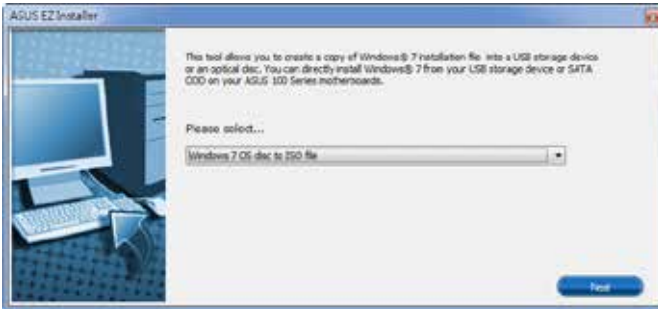 ASUS EZ Installer
This tool allows you to create a copy of Windows® 7 installation file into a USB storage device
or an optical disc. You can directly install Windows® 7 from your USB storage device or SATA
ODD on your ASUS 100 Series motherboards.
Please select...
Windows 7 OS disc to ISO file
Next